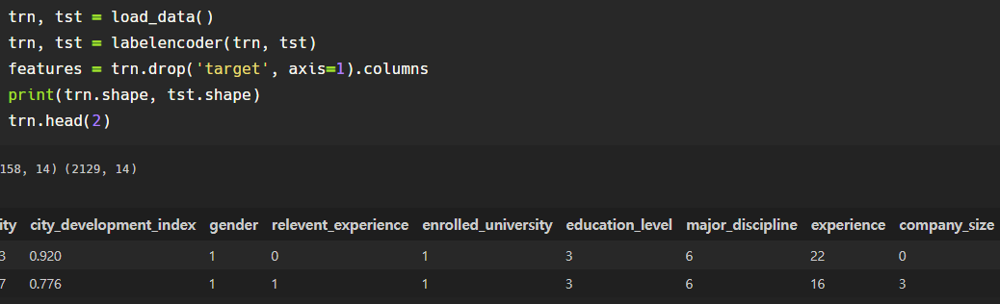 trn, tst = load_data()
trn, tst = labelencoder(trn, tst)
features = trn.drop('target', axis=1).columns
print(trn.shape, tst.shape)
trn.head(2)
158, 14) (2129, 14)
ity city_development_index gender relevent_experience enrolled_university education_level major_discipline experience company_size
3 0.920 1 0 1 3 6 22 0
7 0.776 1 1 1 3 6 16 3